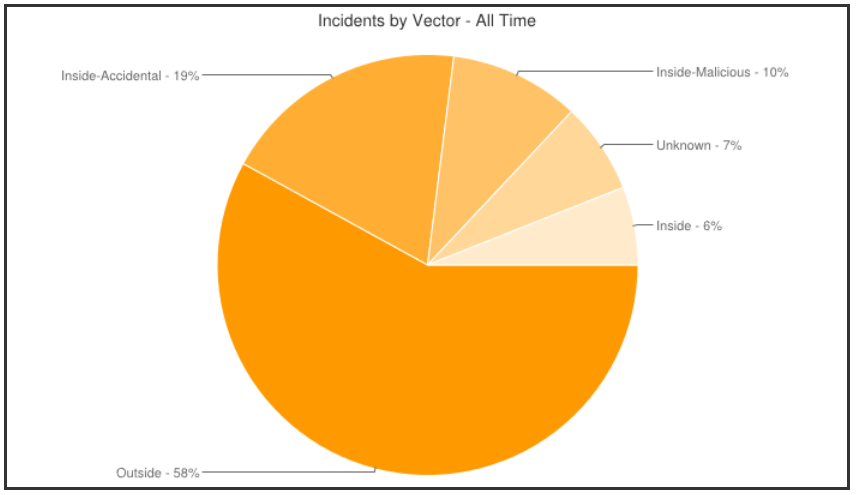 Incidents by Vector - All Time
Inside-Accidental - 19%
Inside-Malicious - 10%
Unknown - 7%
Inside - 6%
Outside - 58%